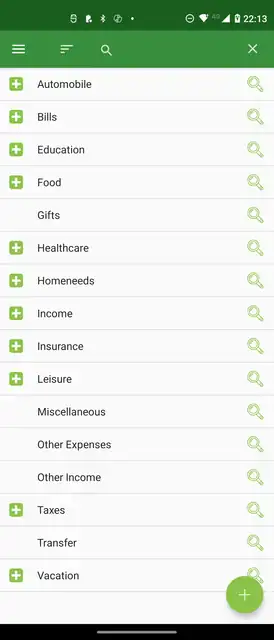 4G 22:13
Automobile
Bills
Education
Food
Gifts
Healthcare
Homeneeds
Income
Insurance
Leisure
Miscellaneous
Other Expenses
Other Income
Taxes
Transfer
Vacation